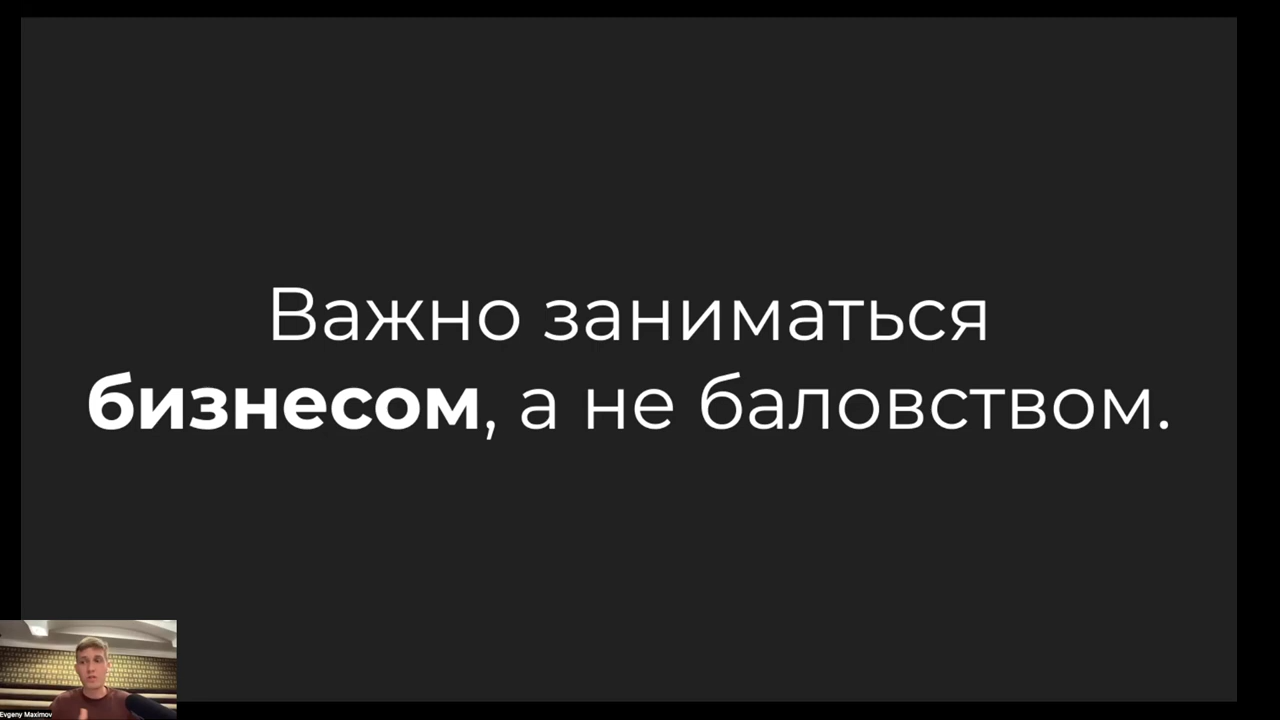 Важно заниматься
бизнесом, а не баловством.
Evgeny Maximov